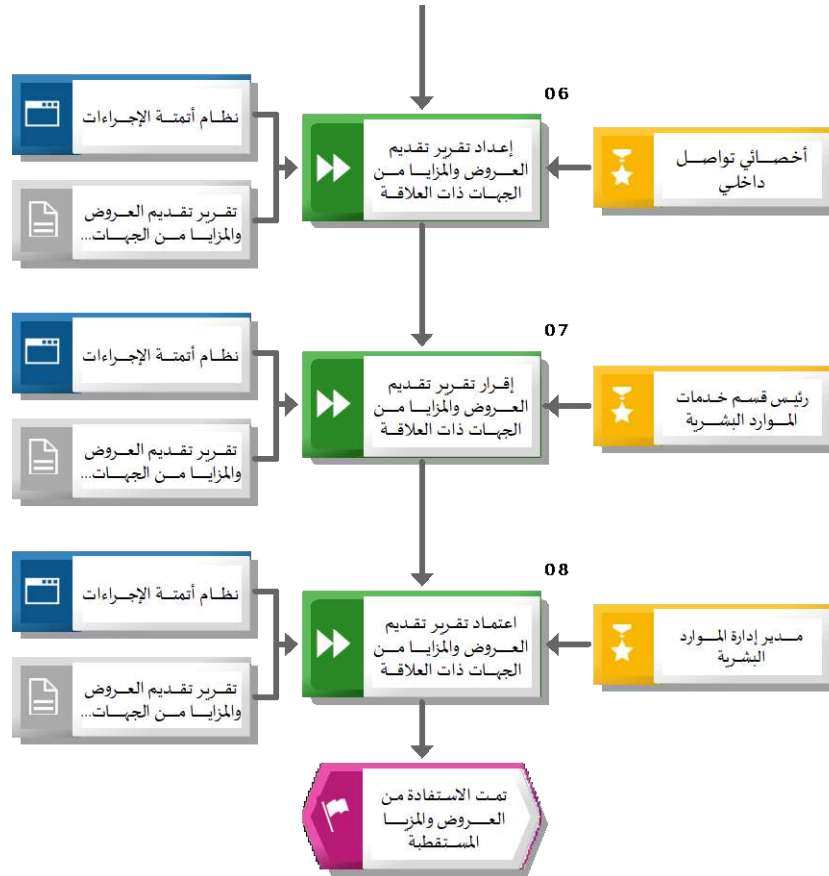 06
إعداد تقرير تقديم
العروض والمزايا من
الجهات ذات العلاقة
أخصائي تواصل
داخلي
نظام أتمتة الإجراءات
تقرير تقديم العروض
والمزايا من الجهات...
07
إقرار تقرير تقديم
العروض والمزايا من
الجهات ذات العلاقة
رئيس قسم خدمات
الموارد البشرية
نظام أتمتة الإجراءات
تقرير تقديم العروض
والمزايا من الجهات...
08
اعتماد تقرير تقديم
العروض والمزايا من
الجهات ذات العلاقة
مدير إدارة الموارد
البشرية
نظام أتمتة الإجراءات
تقرير تقديم العروض
والمزايا من الجهات...
تمت الاستفادة من
العروض والمزيا
المستقطبة